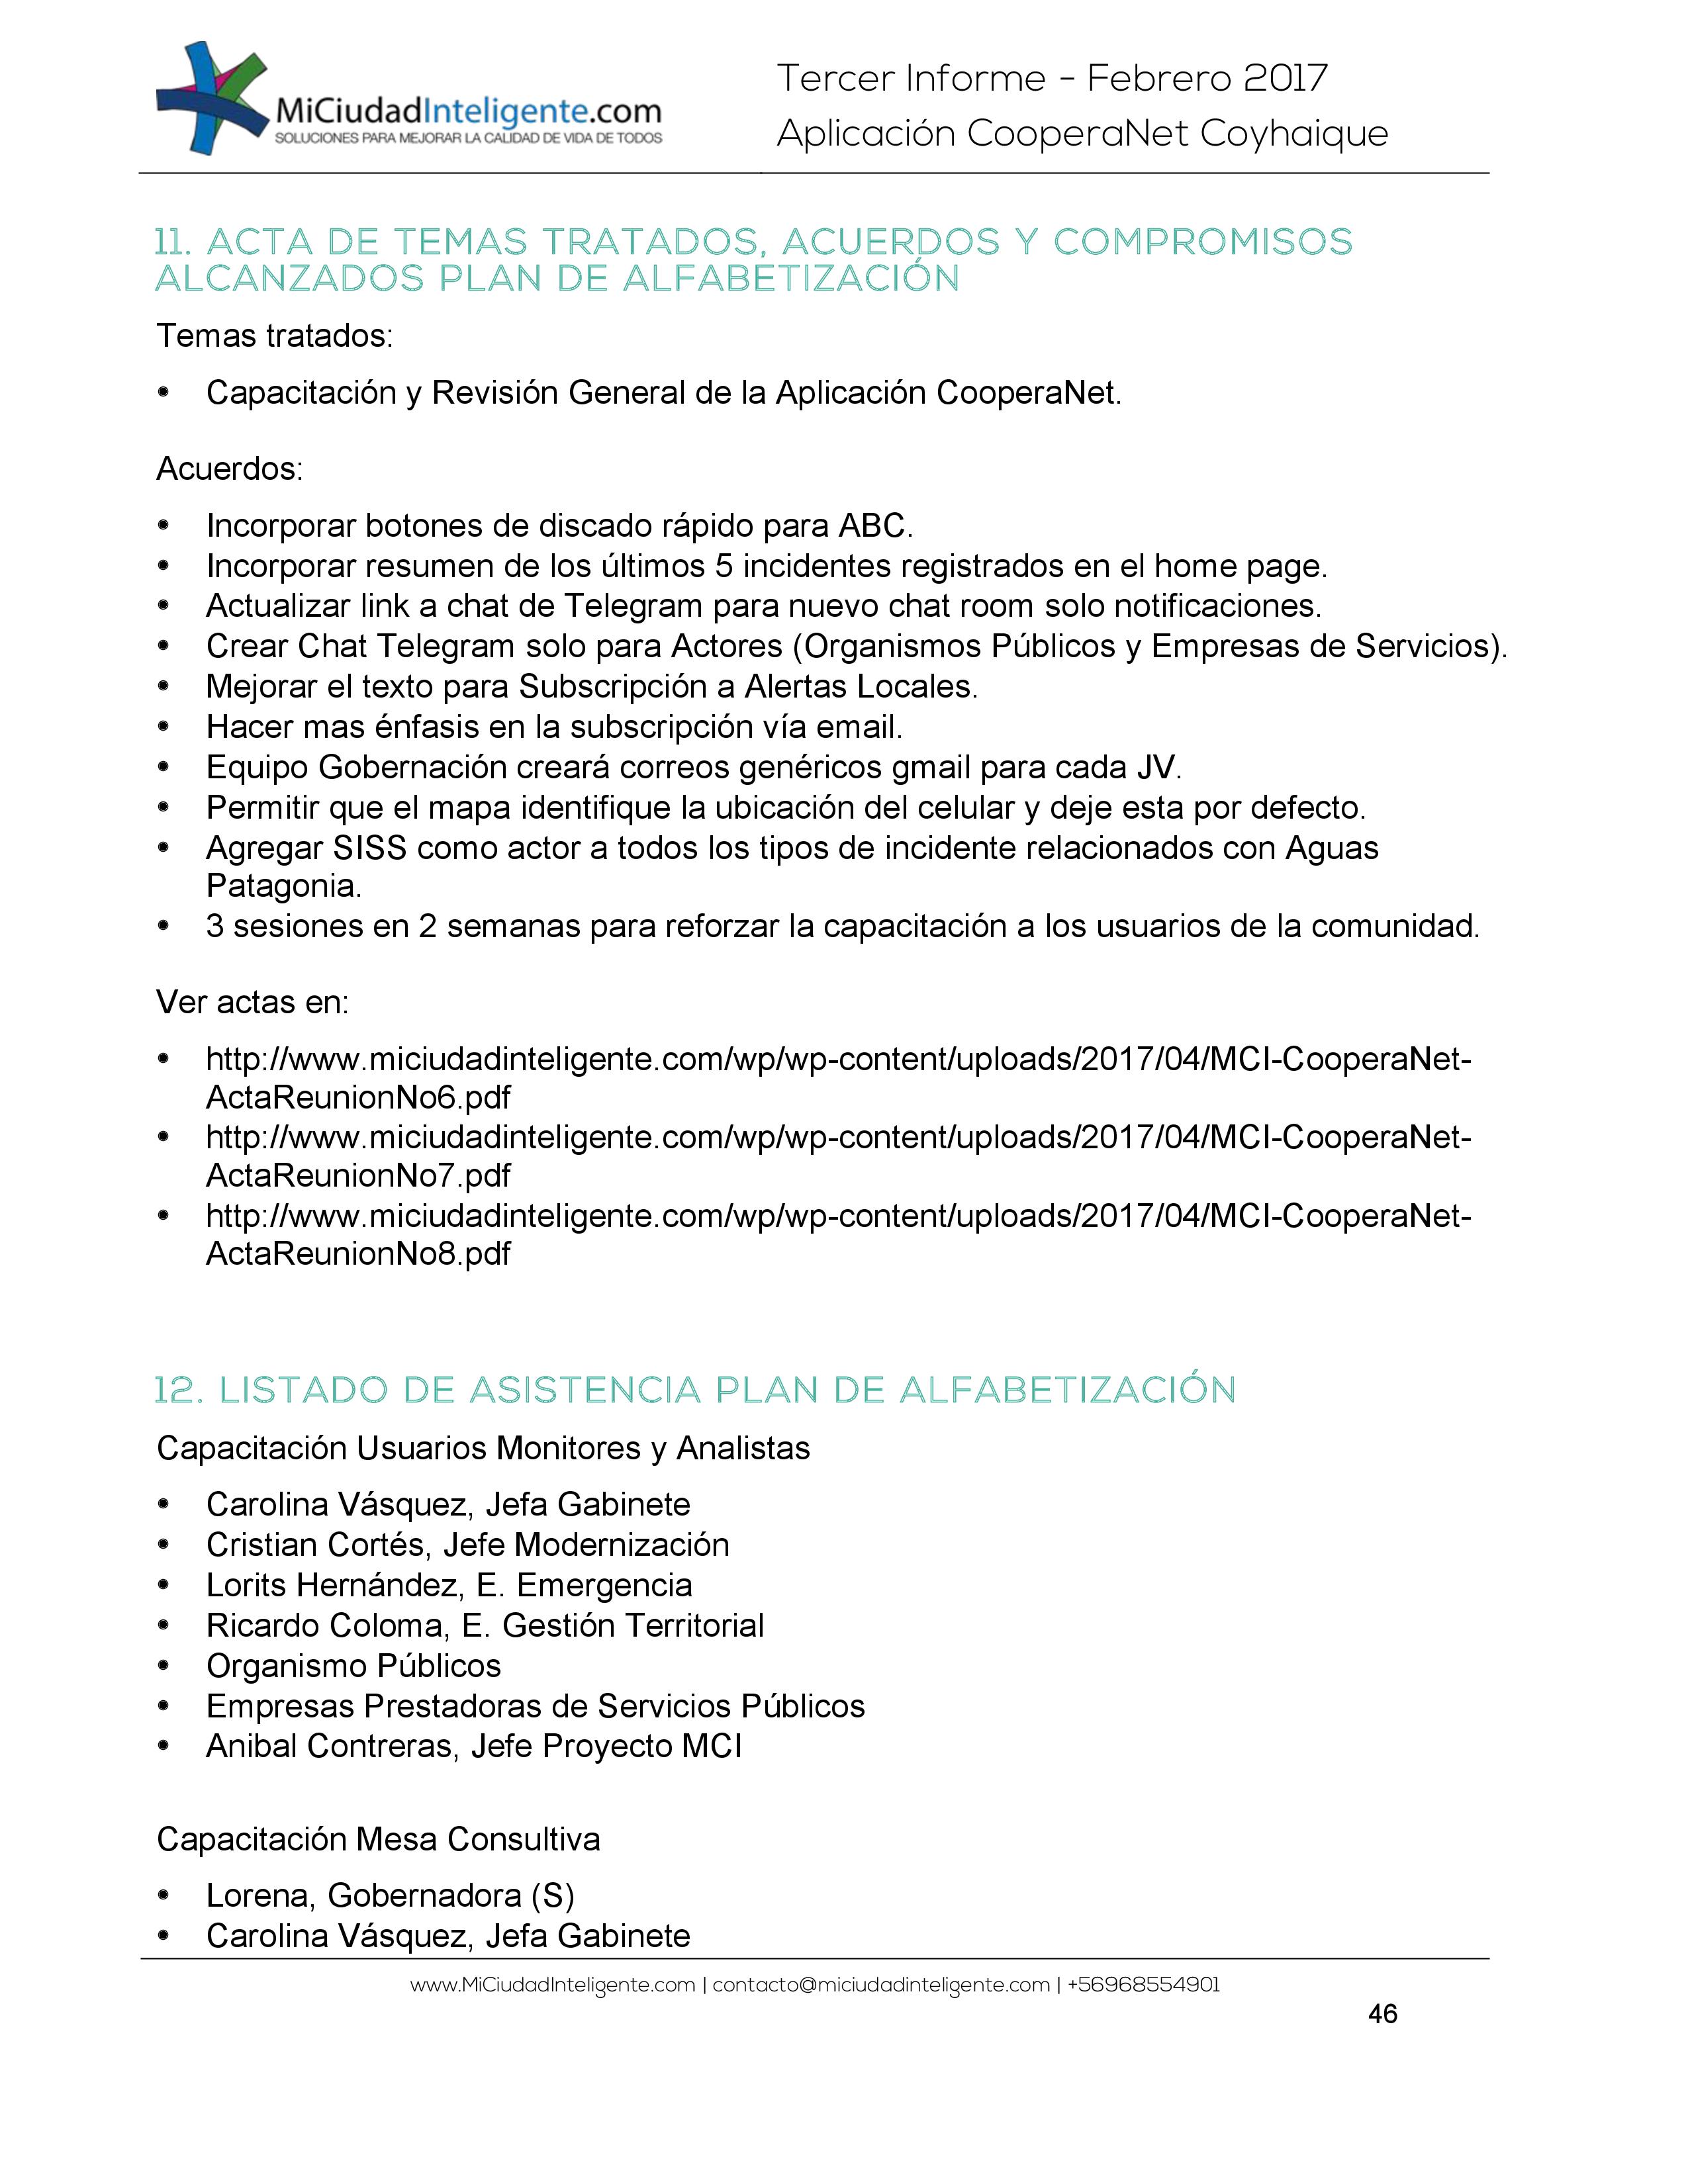 MiCiudadInteligente.com
SOLUCIONES PARA MEJORAR LA CALIDAD DE VIDA DE TODOS
Tercer Informe - Febrero 2017
Aplicación CooperaNet Coyhaique
11. ACTA DE TEMAS TRATADOS, ACUERDOS Y COMPROMISOS
ALCANZADOS PLAN DE ALFABETIZACIÓN
Temas tratados:
• Capacitación y Revisión General de la Aplicación CooperaNet.
Acuerdos:
• Incorporar botones de discado rápido para ABC.
• Incorporar resumen de los últimos 5 incidentes registrados en el home page.
• Actualizar link a chat de Telegram para nuevo chat room solo notificaciones.
• Crear Chat Telegram solo para Actores (Organismos Públicos y Empresas de Servicios).
• Mejorar el texto para Subscripción a Alertas Locales.
• Hacer mas énfasis en la subscripción vía email.
• Equipo Gobernación creará correos genéricos gmail para cada JV.
• Permitir que el mapa identifique la ubicación del celular y deje esta por defecto.
• Agregar SISS como actor a todos los tipos de incidente relacionados con Aguas
Patagonia.
• 3 sesiones en 2 semanas para reforzar la capacitación a los usuarios de la comunidad.
Ver actas en:
• http://www.miciudadinteligente.com/wp/wp-content/uploads/2017/04/MCI-CooperaNet-
ActaReunionNo6.pdf
• http://www.miciudadinteligente.com/wp/wp-content/uploads/2017/04/MCI-CooperaNet-
ActaReunionNo7.pdf
• http://www.miciudadinteligente.com/wp/wp-content/uploads/2017/04/MCI-CooperaNet-
ActaReunionNo8.pdf
12. LISTADO DE ASISTENCIA PLAN DE ALFABETIZACIÓN
Capacitación Usuarios Monitores y Analistas
• Carolina Vásquez, Jefa Gabinete
• Cristian Cortés, Jefe Modernización
• Lorits Hernández, E. Emergencia
• Ricardo Coloma, E. Gestión Territorial
• Organismo Públicos
• Empresas Prestadoras de Servicios Públicos
• Anibal Contreras, Jefe Proyecto MCI
Capacitación Mesa Consultiva
• Lorena, Gobernadora (S)
• Carolina Vásquez, Jefa Gabinete
www.MiCiudadInteligente.com | contacto@miciudadinteligente.com | +56968554901
46